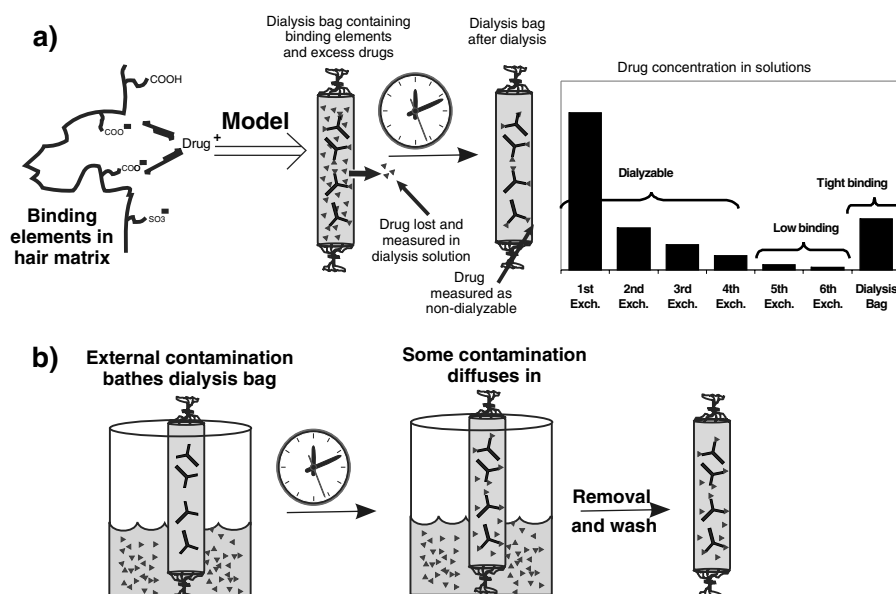 a)
COOH
COO
Drug +
COO
SO3
Binding
elements in
hair matrix
Model
Dialysis bag containing
binding elements
and excess drugs
Drug lost and
measured in
dialysis solution
Dialysis bag
after dialysis
Drug
measured as
non-dialyzable
Drug concentration in solutions
Dialyzable
Low binding
Tight binding
1st
Exch.
2nd
Exch.
3rd
Exch.
4th
Exch.
5th
Exch.
6th
Exch.
Dialysis
Bag
b)
External contamination
bathes dialysis bag
Some contamination
diffuses in
Removal
and wash